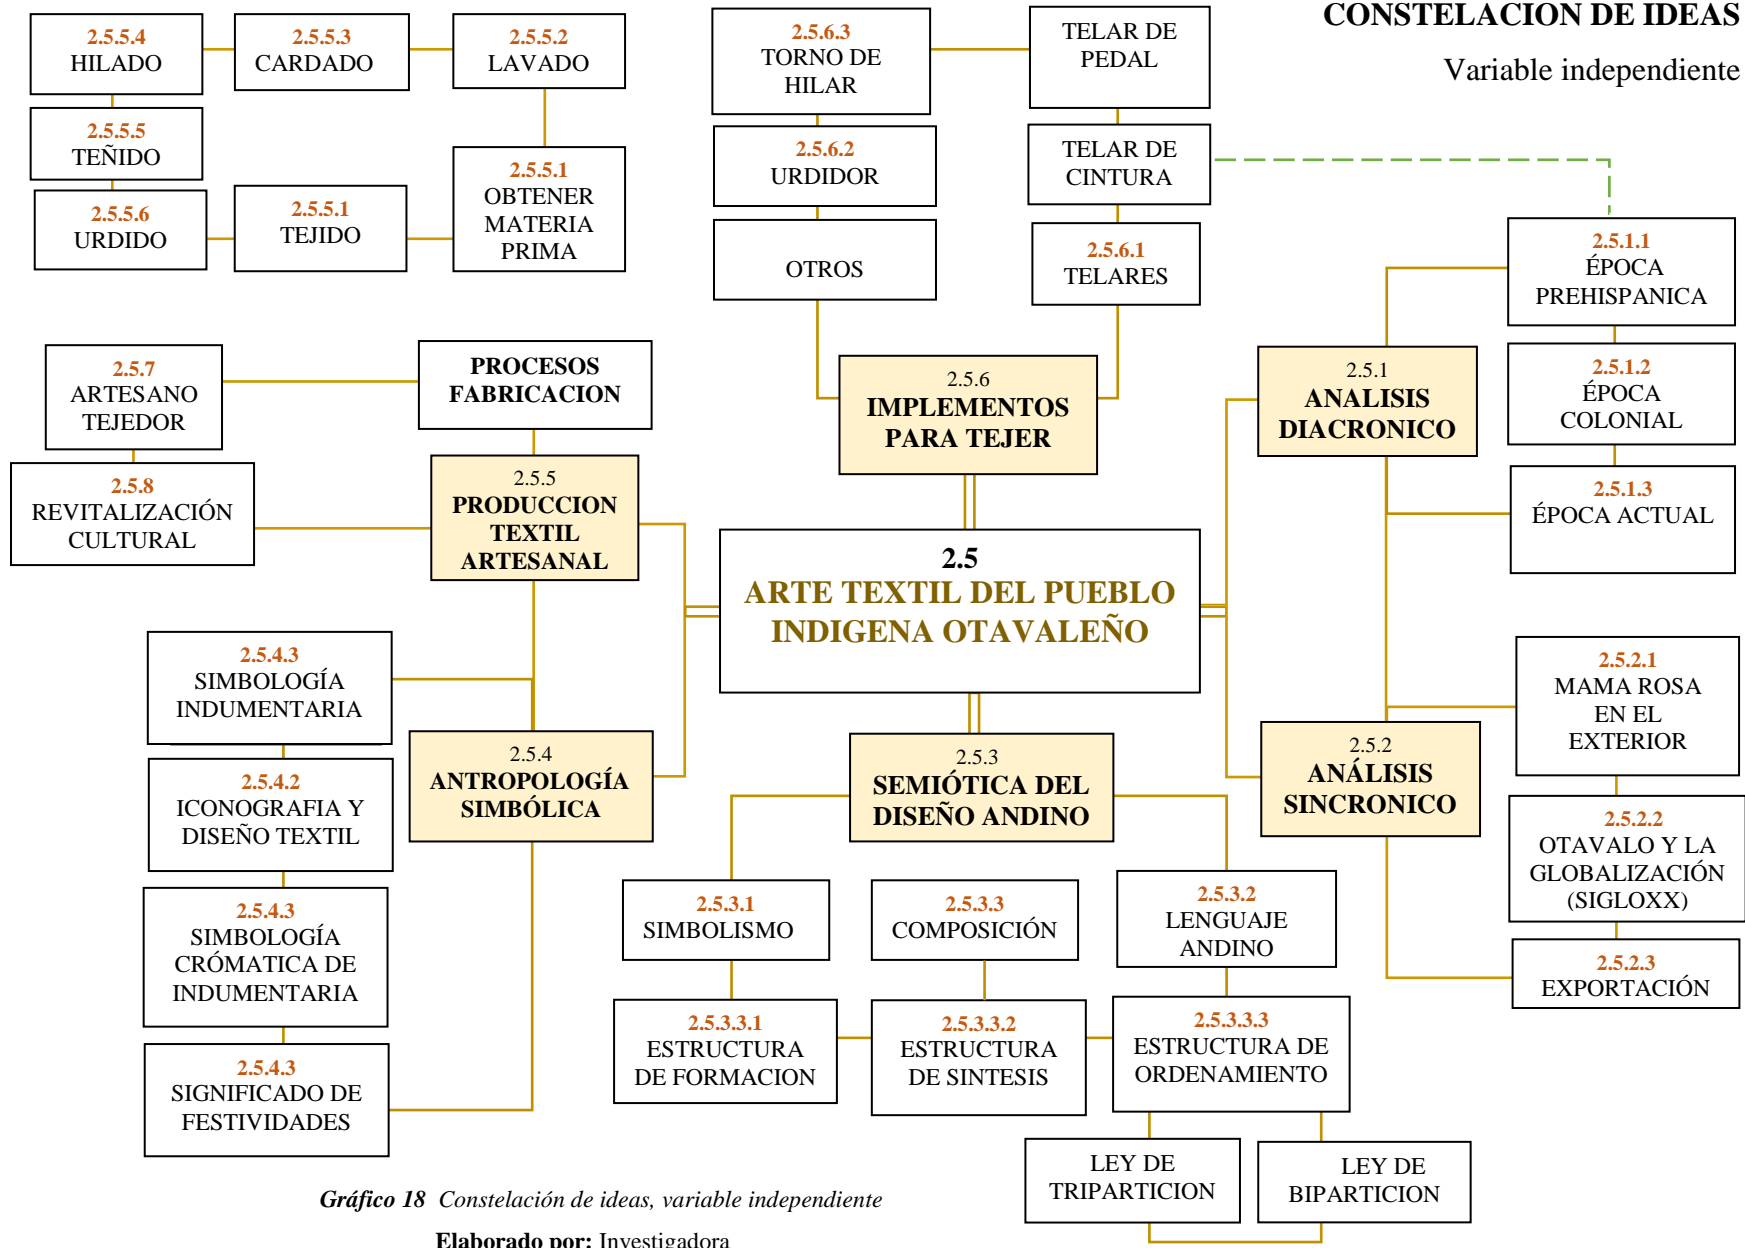 CONSTELACION DE IDEAS
Variable independiente
2.5.5.4
HILADO
2.5.5.3
CARDADO
2.5.5.2
LAVADO
2.5.5.5
TEÑIDO
2.5.5.6
URDIDO
2.5.5.1
TEJIDO
2.5.5.1
OBTENER
MATERIA
PRIMA
2.5.6.3
TORNO DE
HILAR
TELAR DE
PEDAL
2.5.6.2
URDIDOR
TELAR DE
CINTURA
OTROS
2.5.6.1
TELARES
2.5.1.1
ÉPOCA
PREHISPANICA
2.5.1.2
ÉPOCA
COLONIAL
2.5.1.3
ÉPOCA ACTUAL
2.5.7
ARTESANO
TEJEDOR
PROCESOS
FABRICACION
2.5.8
REVITALIZACIÓN
CULTURAL
2.5.5
PRODUCCION
TEXTIL
ARTESANAL
2.5.6
IMPLEMENTOS
PARA TEJER
2.5.1
ANALISIS
DIACRONICO
2.5
ARTE TEXTIL DEL PUEBLO
INDIGENA OTAVALEÑO
2.5.4.3
SIMBOLOGÍA
INDUMENTARIA
2.5.4.2
ICONOGRAFIA Y
DISEÑO TEXTIL
2.5.4.3
SIMBOLOGÍA
CRÓMATICA DE
INDUMENTARIA
2.5.4.3
SIGNIFICADO DE
FESTIVIDADES
2.5.4
ANTROPOLOGÍA
SIMBÓLICA
2.5.3
SEMIÓTICA DEL
DISEÑO ANDINO
2.5.2
ANÁLISIS
SINCRONICO
2.5.2.1
MAMA ROSA
EN EL
EXTERIOR
2.5.2.2
OTAVALO Y LA
GLOBALIZACIÓN
(SIGLOXX)
2.5.2.3
EXPORTACIÓN
2.5.3.1
SIMBOLISMO
2.5.3.3
COMPOSICIÓN
2.5.3.2
LENGUAJE
ANDINO
2.5.3.3.1
ESTRUCTURA
DE FORMACION
2.5.3.3.2
ESTRUCTURA
DE SINTESIS
2.5.3.3.3
ESTRUCTURA DE
ORDENAMIENTO
LEY DE
TRIPARTICION
LEY DE
BIPARTICION
Gráfico 18 Constelación de ideas, variable independiente
Elaborado por: Investigadora